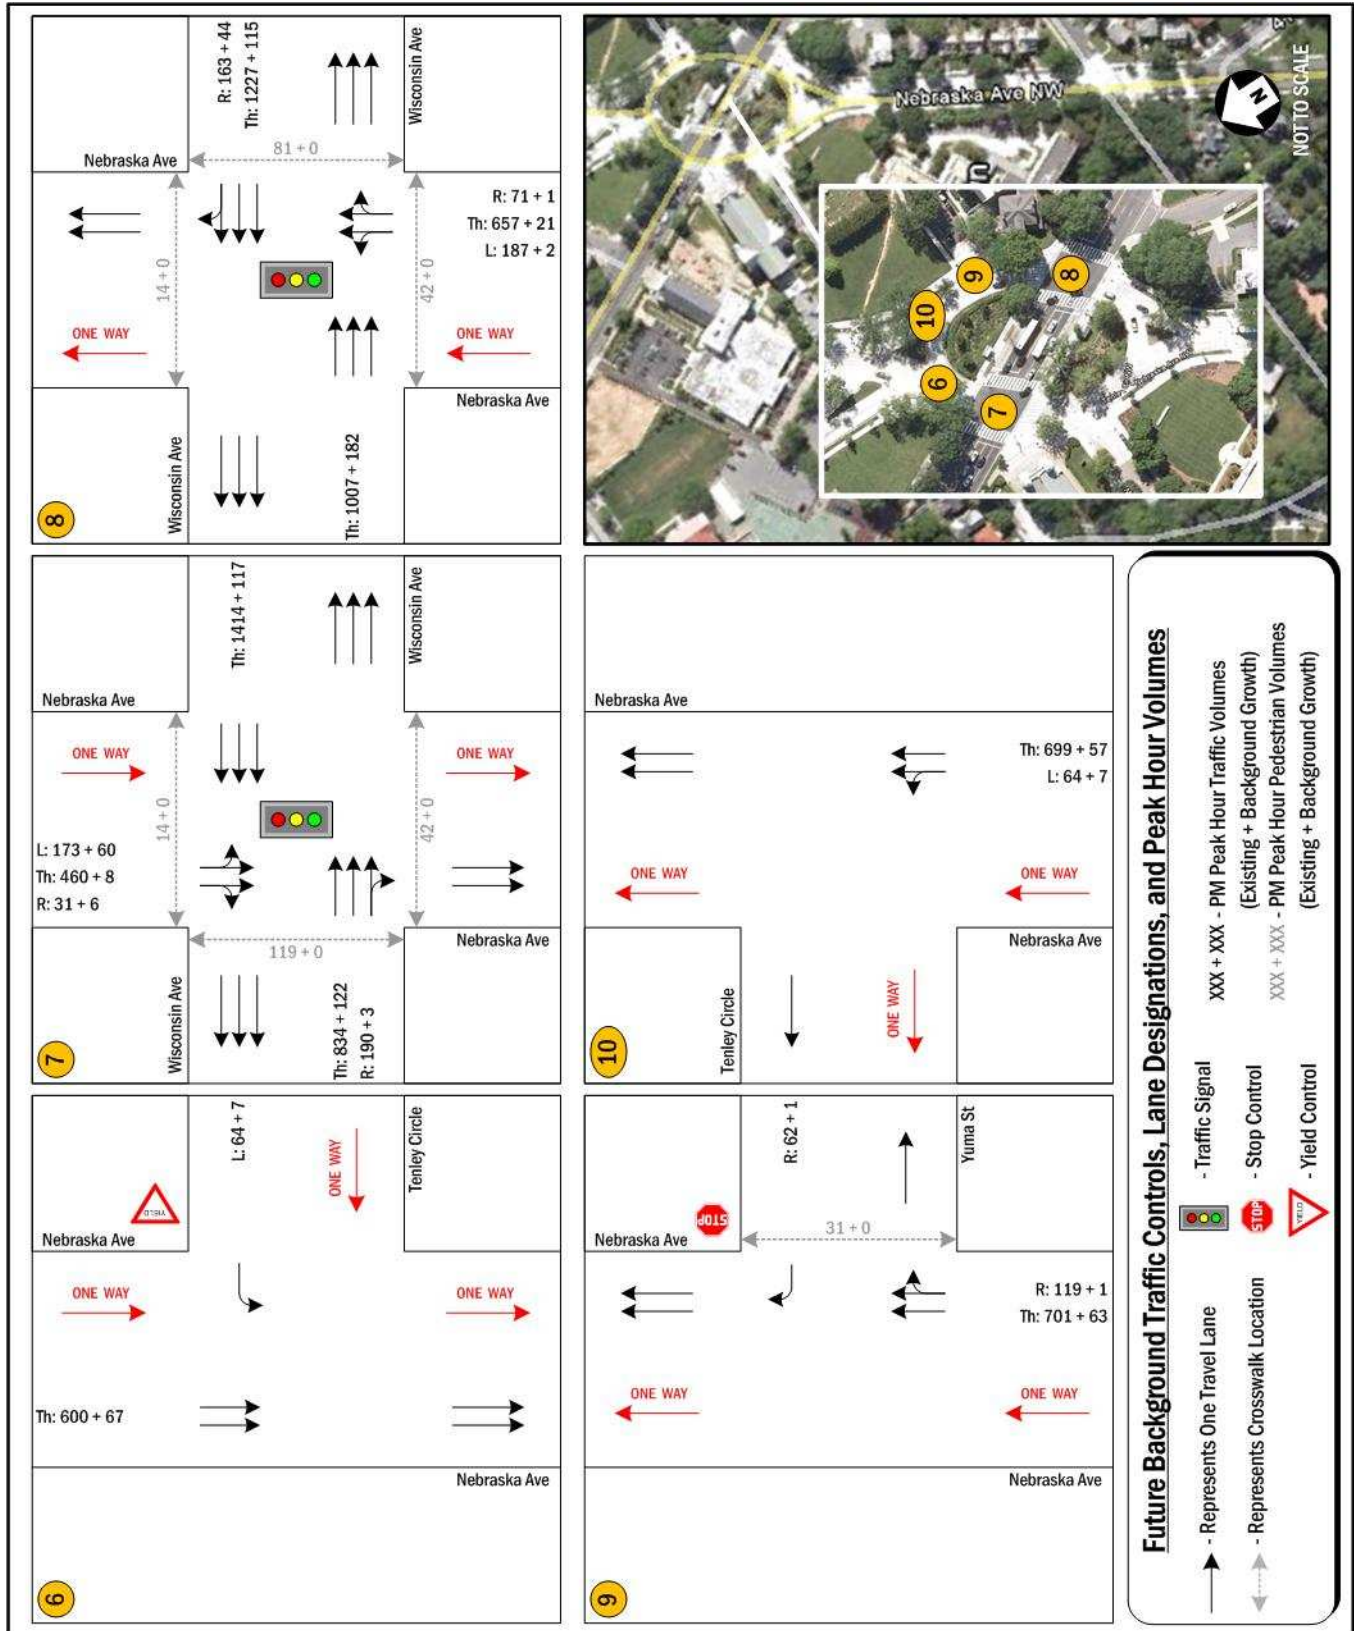 6
Nebraska Ave
YIELD
L: 64 + 7
ONE WAY
ONE WAY
ONE WAY
Tenley Circle
Th: 600 + 67
Nebraska Ave
7
Nebraska Ave
Th: 1414 + 117
ONE WAY
14 + 0
L: 173 + 60
Th: 460 + 8
R: 31 + 6
Wisconsin Ave
119 + 0
Th: 834 + 122
R: 190 + 3
42 + 0
ONE WAY
Wisconsin Ave
Nebraska Ave
8
Nebraska Ave
R: 163 + 44
Th: 1227 + 115
81 + 0
14 + 0
ONE WAY
Wisconsin Ave
R: 71 + 1
Th: 657 + 21
L: 187 + 2
42 + 0
ONE WAY
Wisconsin Ave
Th: 1007 + 182
Nebraska Ave
9
Nebraska Ave
STOP
R: 62 + 1
31 + 0
Yuma St
R: 119 + 1
Th: 701 + 63
ONE WAY
ONE WAY
Nebraska Ave
10
Nebraska Ave
Th: 699 + 57
L: 64 + 7
ONE WAY
ONE WAY
Tenley Circle
ONE WAY
Nebraska Ave
Nebraska Ave NW
N
NOT TO SCALE
6
7
8
9
10
Future Background Traffic Controls, Lane Designations, and Peak Hour Volumes
- Represents One Travel Lane
- Represents Crosswalk Location
- Traffic Signal
STOP
- Stop Control
YIELD
- Yield Control
XXX + XXX - PM Peak Hour Traffic Volumes
(Existing + Background Growth)
XXX + XXX - PM Peak Hour Pedestrian Volumes
(Existing + Background Growth)